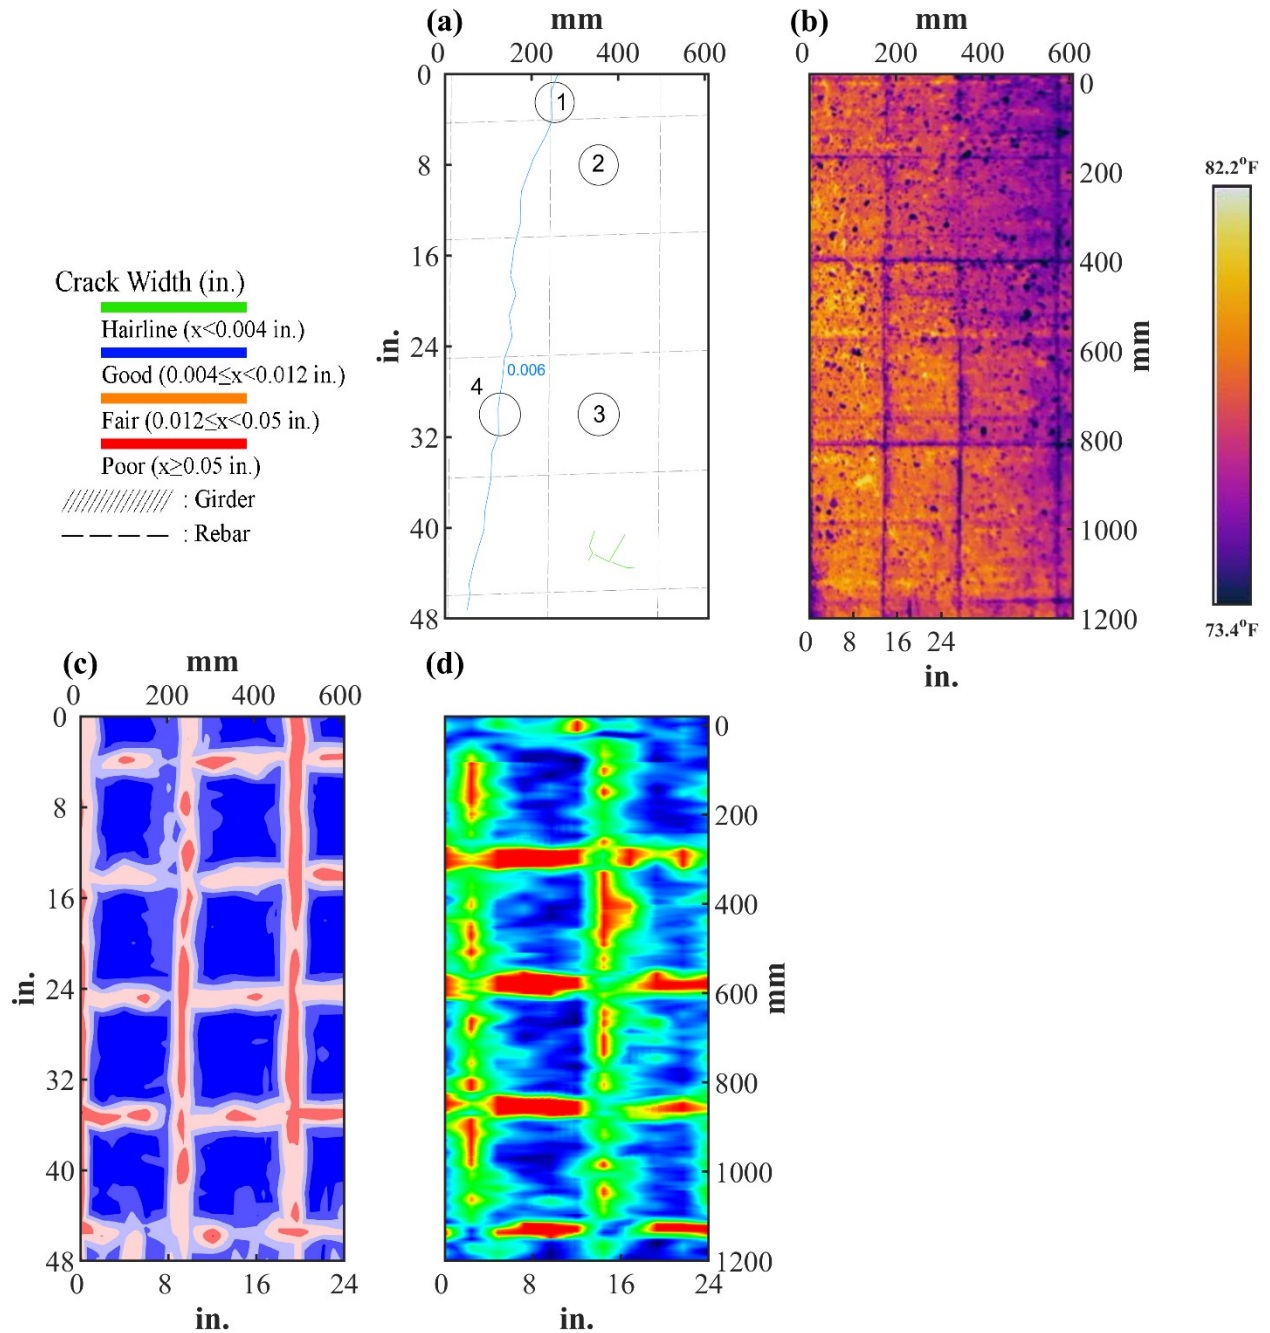 (a) mm
0 200 400 600
0
8
16
24
32
40
48
in.
1
2
3
4
0.006
(b) mm
0 200 400 600
0
200
400
600
800
1000
1200
mm
0 8 16 24
in.
82.2°F
73.4°F
Crack Width (in.)
Hairline (x<0.004 in.)
Good (0.004≤x<0.012 in.)
Fair (0.012≤x<0.05 in.)
Poor (x≥0.05 in.)
: Girder
: Rebar
(c) mm
0 200 400 600
0
8
16
24
32
40
48
in.
0 8 16 24
in.
(d)
0
200
400
600
800
1000
1200
mm
0 8 16 24
in.